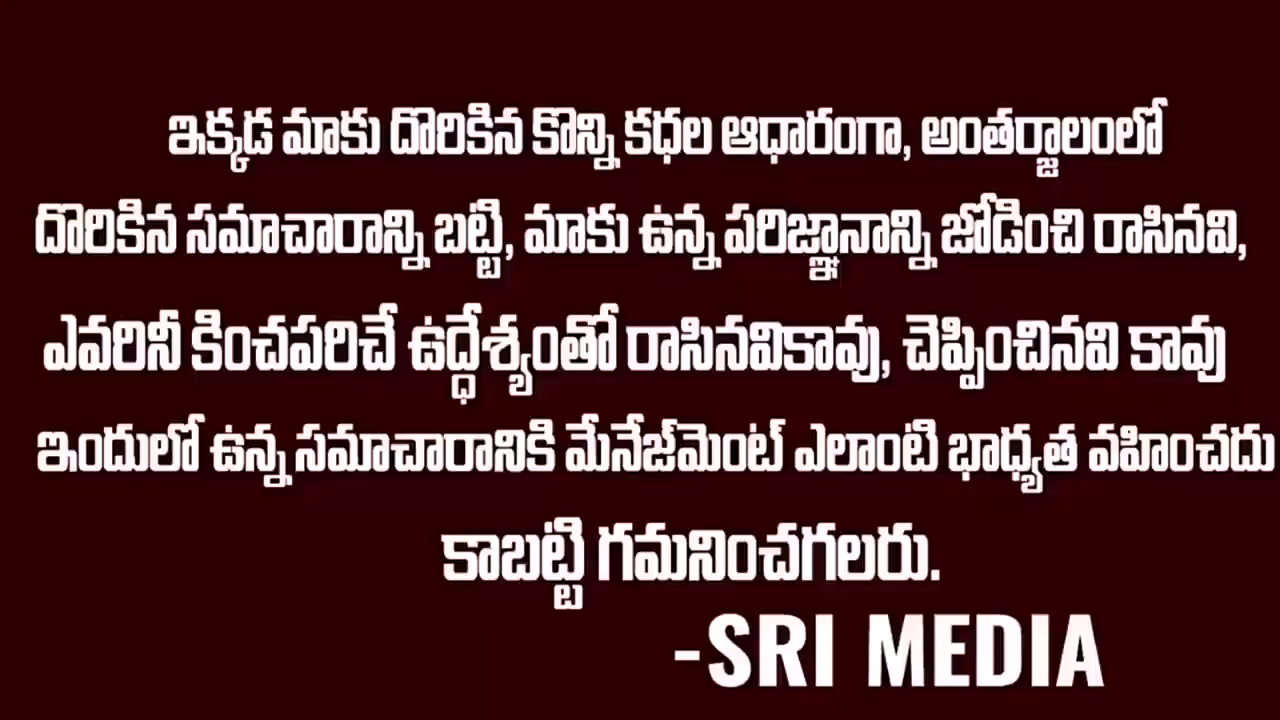 ఇక్కడ మాకు దొరికిన కొన్ని కధల ఆధారంగా, అంతర్జాలంలో
దొరికిన సమాచారాన్ని బట్టి, మాకు ఉన్న పరిజ్ఞానాన్ని జోడించి రాసినవి,
ఎవరినీ కించపరిచే ఉద్ధేశ్యంతో రాసినవికావు, చెప్పించినవి కావు
ఇందులో ఉన్న సమాచారానికి మేనేజ్‌మెంట్ ఎలాంటి భాధ్యత వహించదు
కాబట్టి గమనించగలరు.
-SRI MEDIA